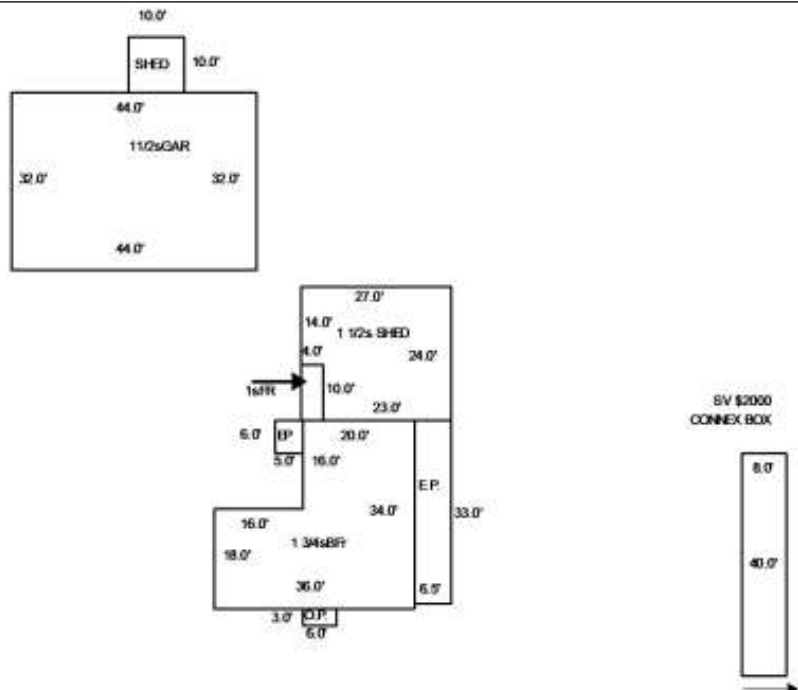 10.0'
SHED
10.0'
44.0'
11/2sGAR
32.0'
32.0'
44.0'
27.0'
14.0'
1 1/2s SHED
4.0'
24.0'
1sFR
10.0'
23.0'
SV $2000
CONNEX BOX
6.0'
EP
20.0'
5.0'
16.0'
8.0'
E.P.
34.0'
33.0'
16.0'
1 3/4sBR
18.0'
40.0'
36.0'
6.5'
3.0'
O.P.
6.0'